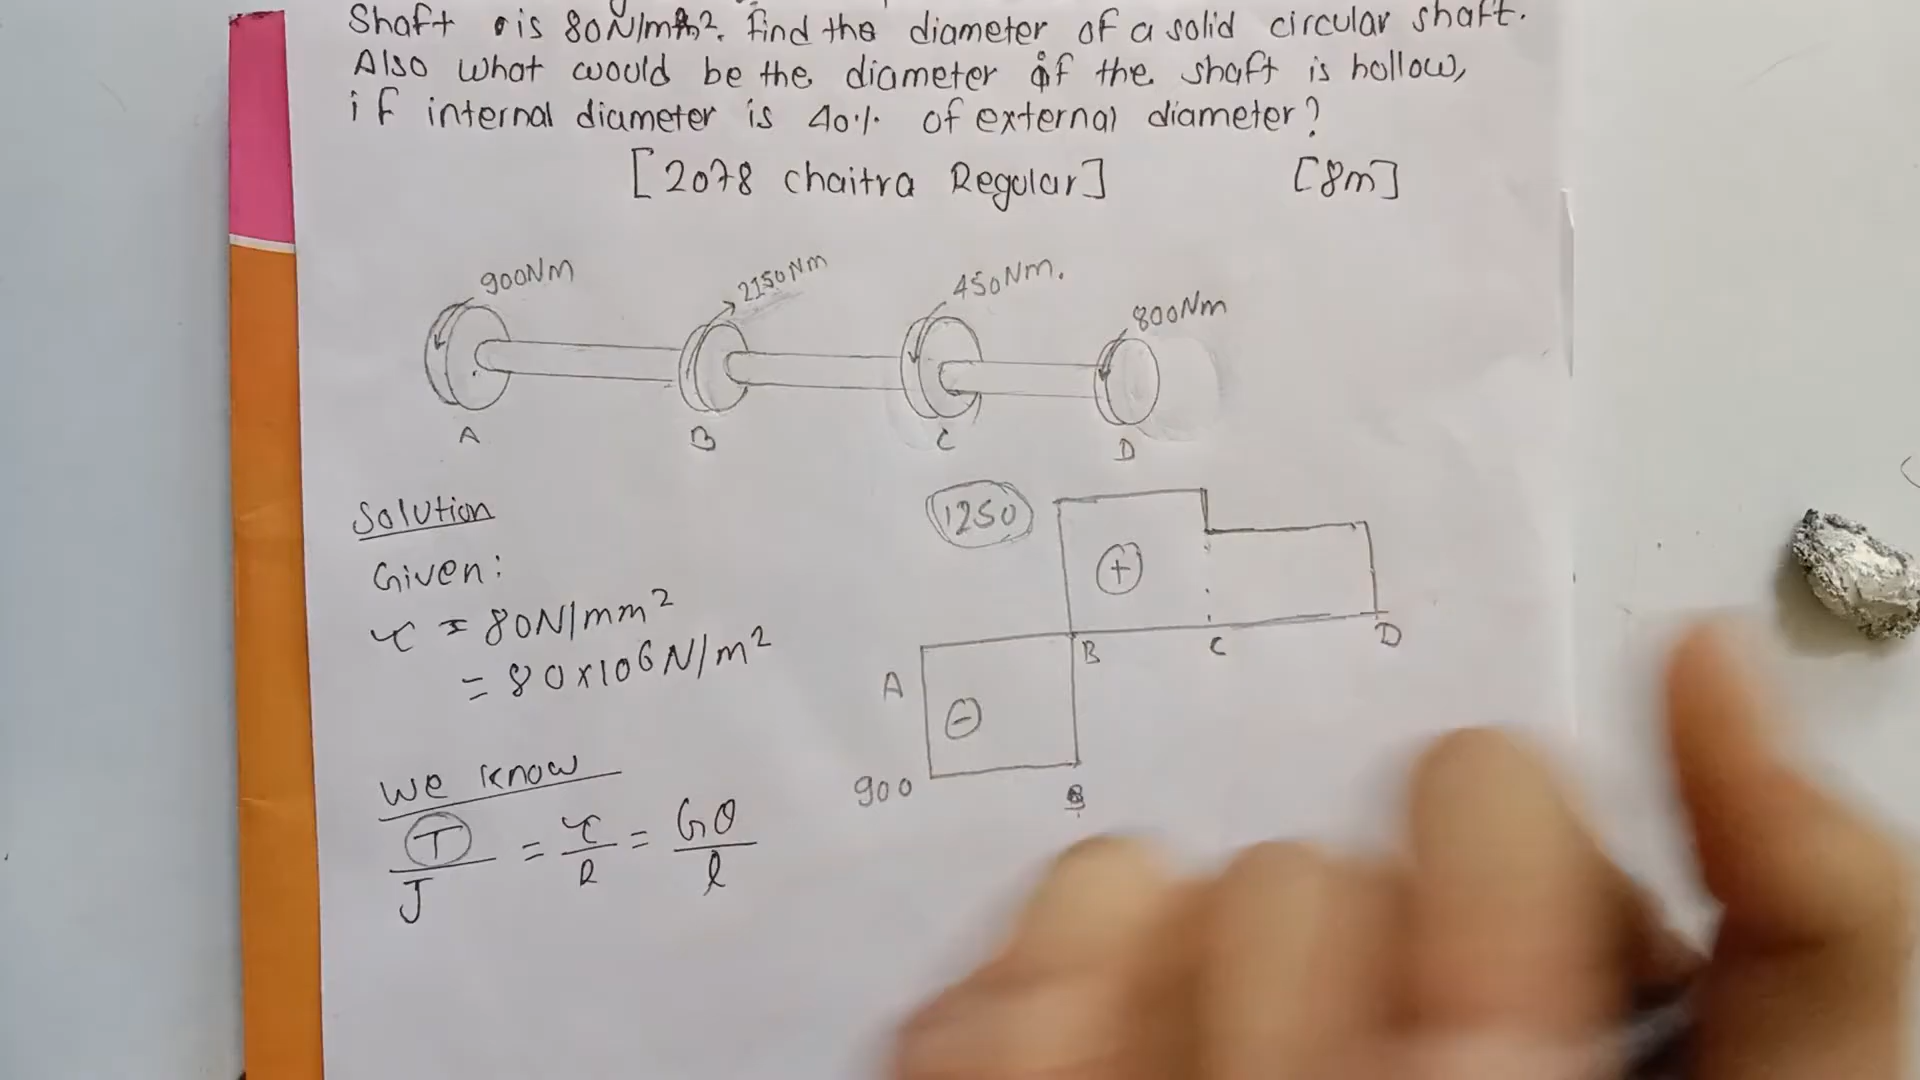 Shaft is 80N/mm². Find the diameter of a solid circular shaft.
Also what would be the diameter if the shaft is hollow,
if internal diameter is 40% of external diameter?
[2078 Chaitra Regular] [8m]
900Nm
2150Nm
450Nm.
800Nm
A
B
C
D
Solution
1250
Given:
+
τ = 80N/mm²
= 80×10⁶N/m²
B
C
D
A
-
900
We know
T/J = τ/R = Gθ/l